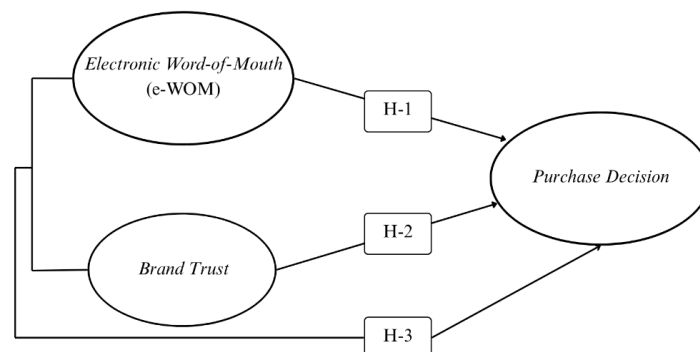 Electronic Word-of-Mouth
(e-WOM)
H-1
Purchase Decision
H-2
Brand Trust
H-3